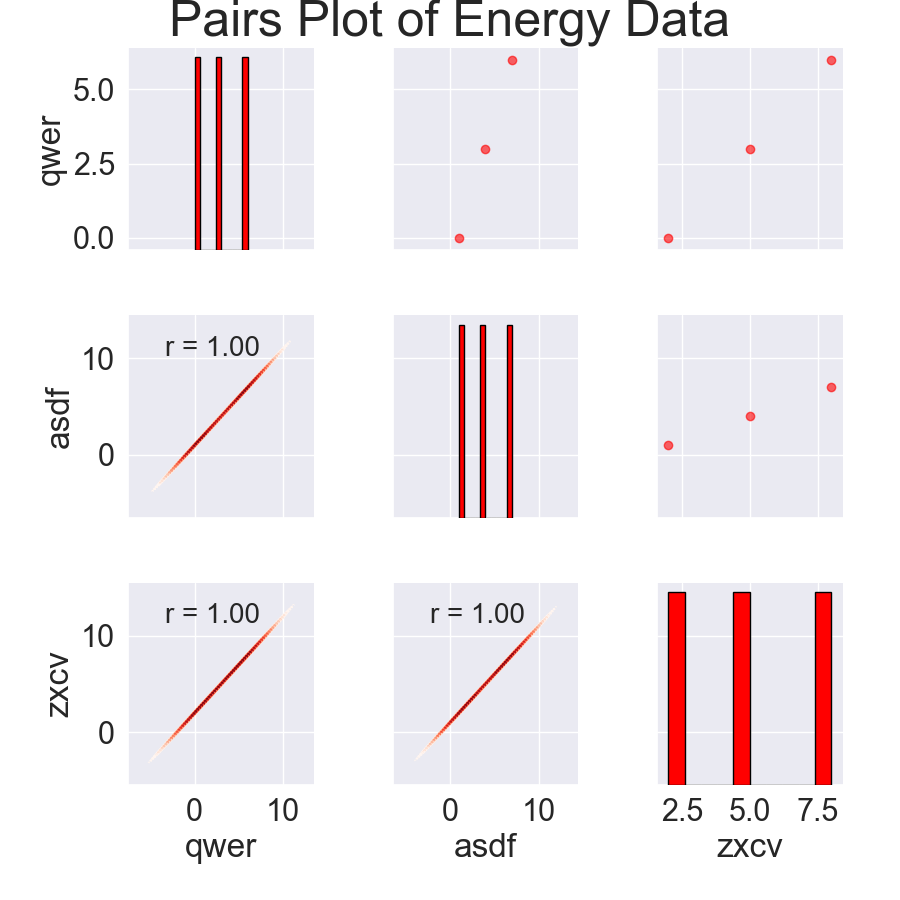 Pairs Plot of Energy Data
5.0
2.5
0.0
qwer
r = 1.00
10
0
asdf
r = 1.00
r = 1.00
10
0
zxcv
0 10
0 10
2.5 5.0 7.5
qwer
asdf
zxcv